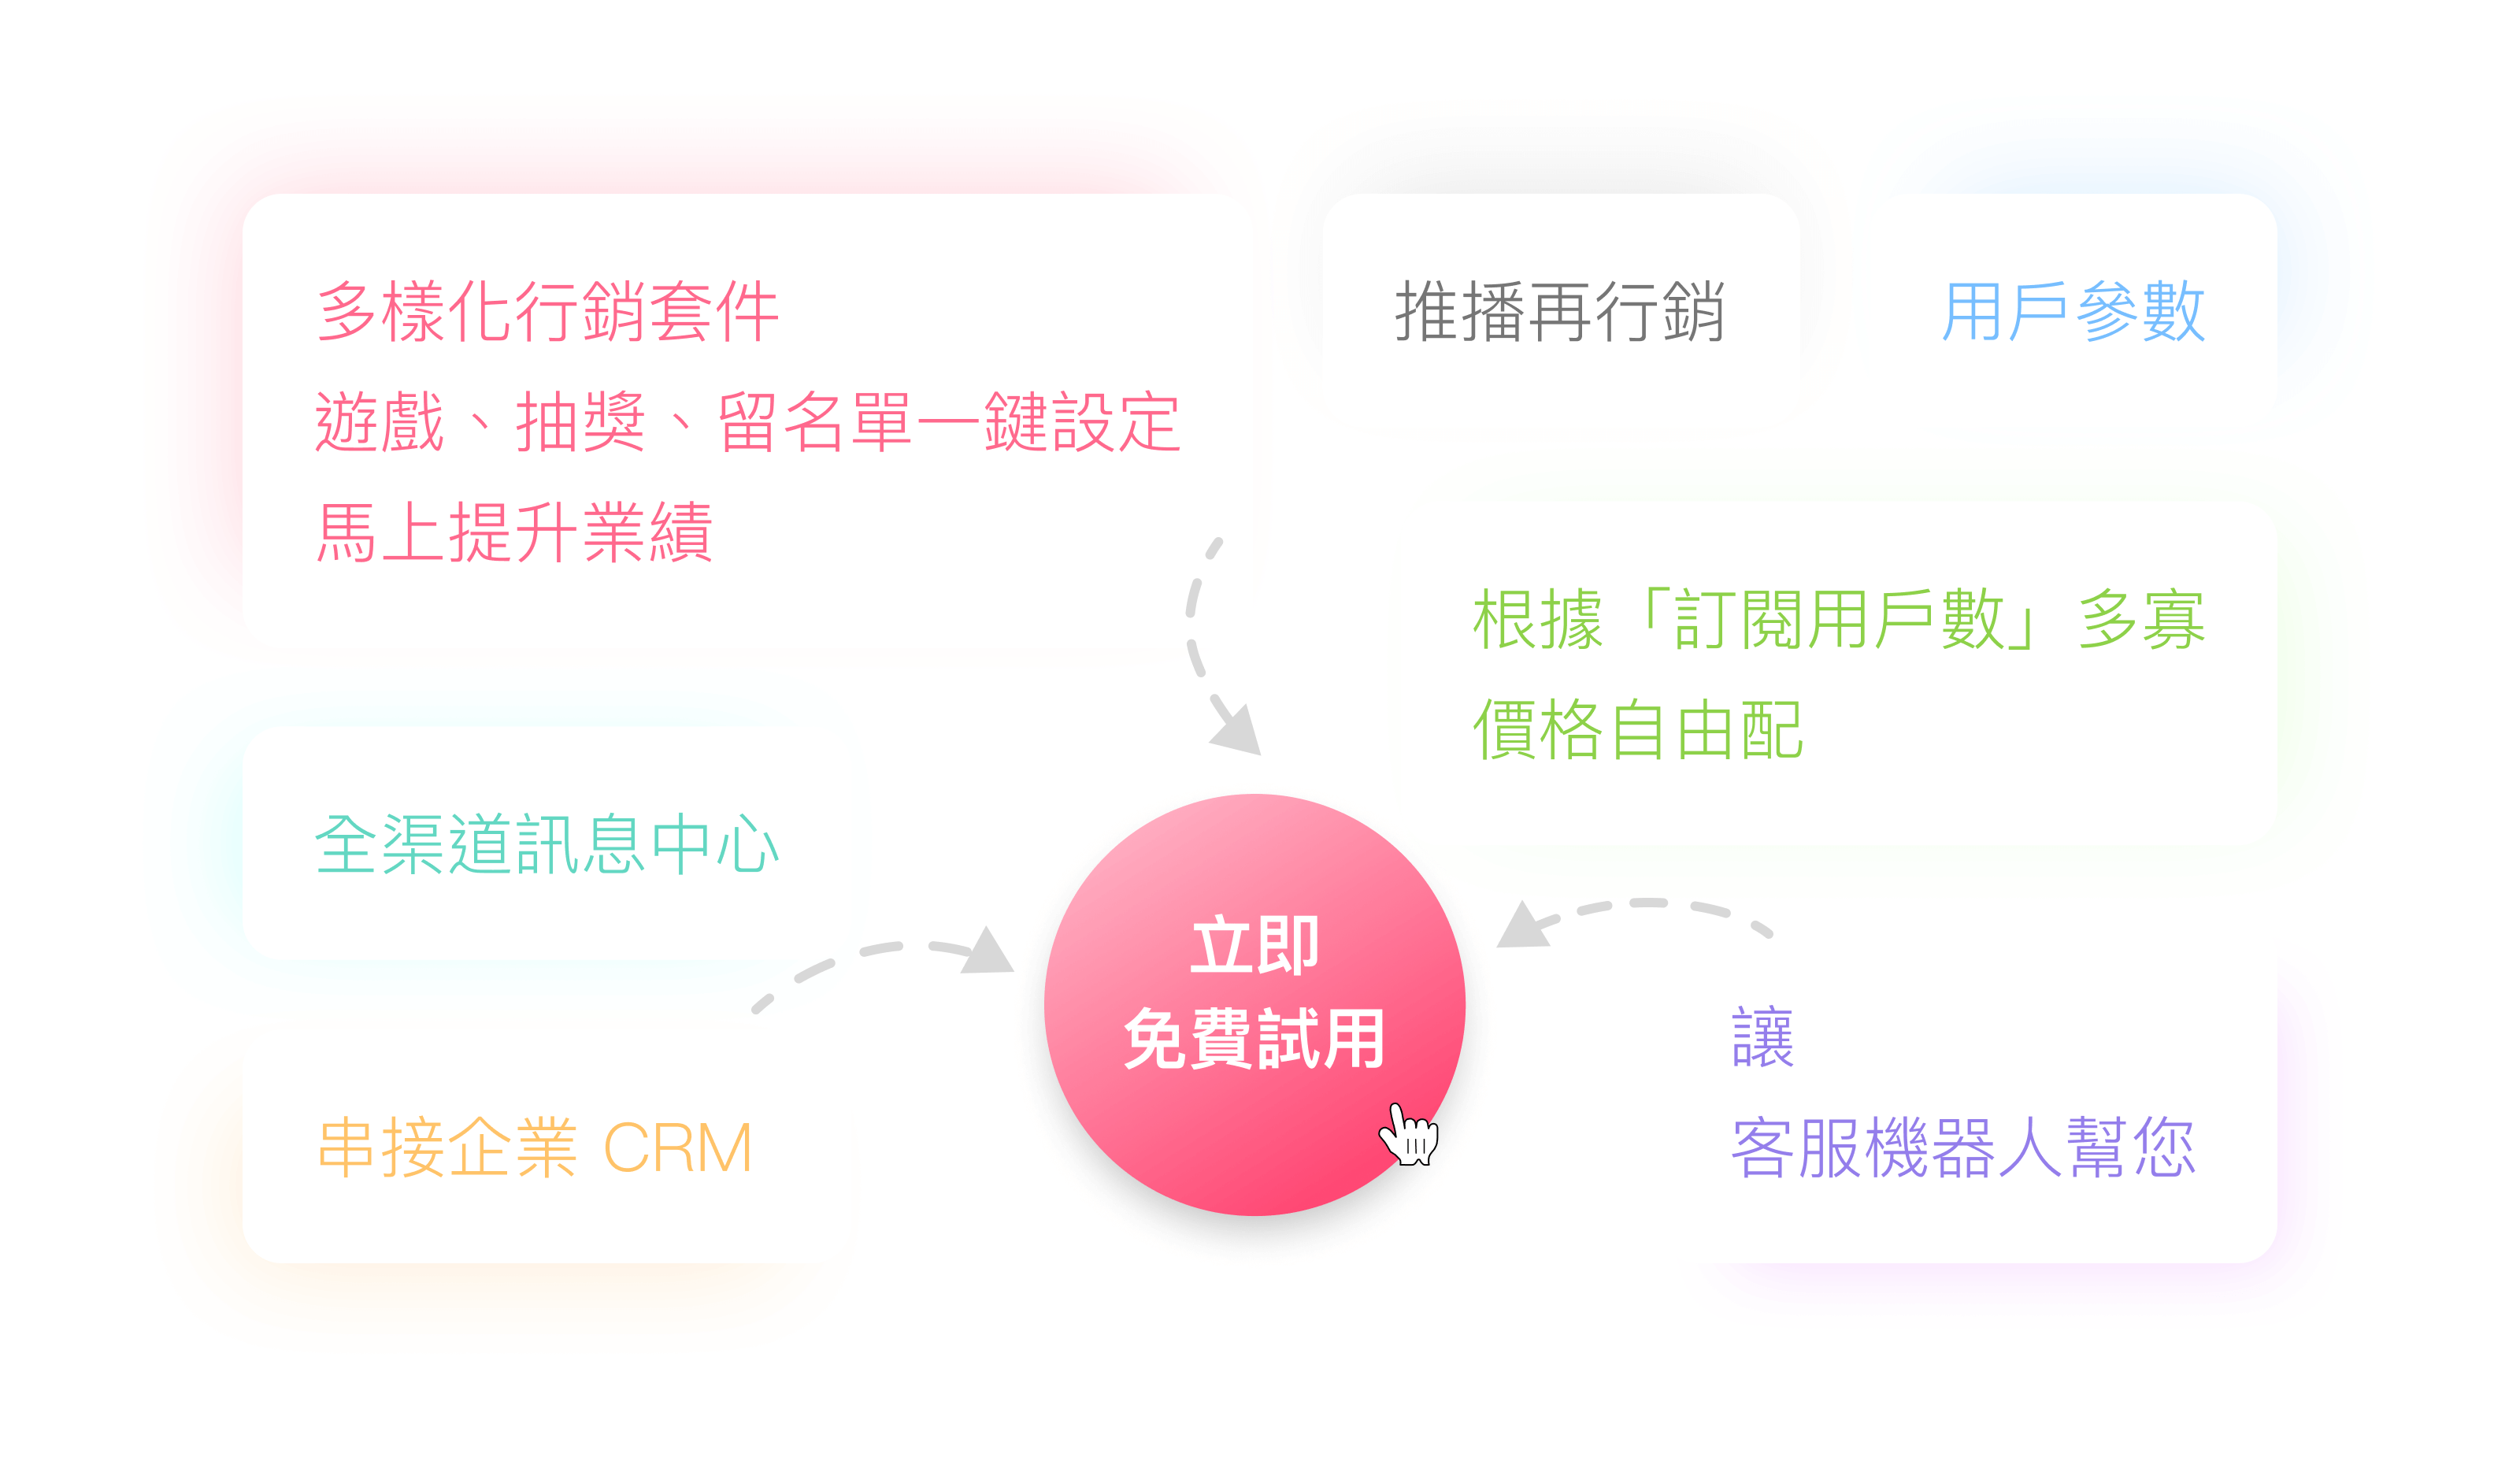 多樣化行銷套件
遊戲、抽獎、留名單一鍵設定
馬上提升業績
推播再行銷
用戶參數
根據「訂閱用戶數」多寡
價格自由配
全渠道訊息中心
串接企業 CRM
立即
免費試用
讓
客服機器人幫您